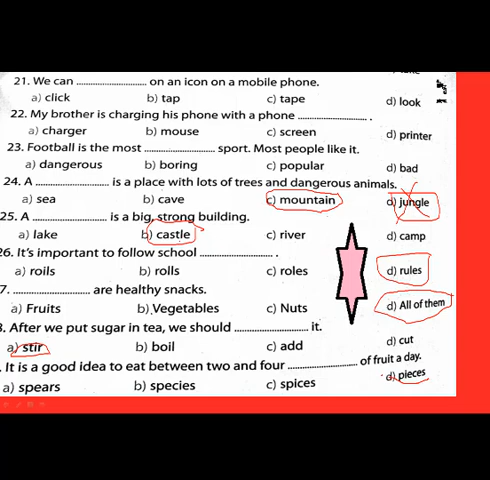 21. We can .................... on an icon on a mobile phone.
a) click b) tap c) tape d) look
22. My brother is charging his phone with a phone .................... .
a) charger b) mouse c) screen d) printer
23. Football is the most .................... sport. Most people like it.
a) dangerous b) boring c) popular d) bad
24. A .................... is a place with lots of trees and dangerous animals.
a) sea b) cave c) mountain d) jungle
25. A .................... is a big, strong building.
a) lake b) castle c) river d) camp
26. It's important to follow school .................... .
a) roils b) rolls c) roles d) rules
7. .................... are healthy snacks.
a) Fruits b) Vegetables c) Nuts d) All of them
. After we put sugar in tea, we should .................... it.
a) stir b) boil c) add d) cut
. It is a good idea to eat between two and four .................... of fruit a day.
a) spears b) species c) spices d) pieces